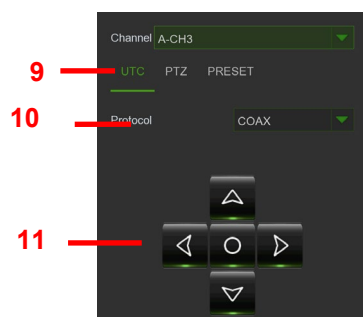 Channel A-CH3
9 UTC PTZ PRESET
10 Protocol COAX
11